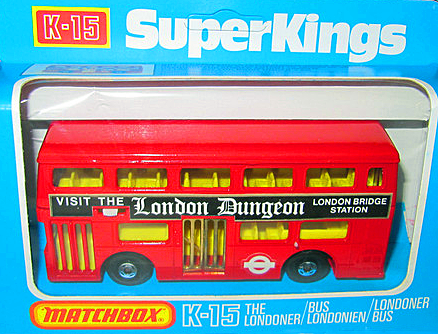 K-15 SuperKings
VISIT THE London Dungeon LONDON BRIDGE
STATION
MATCHBOX K-15 THE LONDONER /BUS LONDONIEN /LONDONER BUS